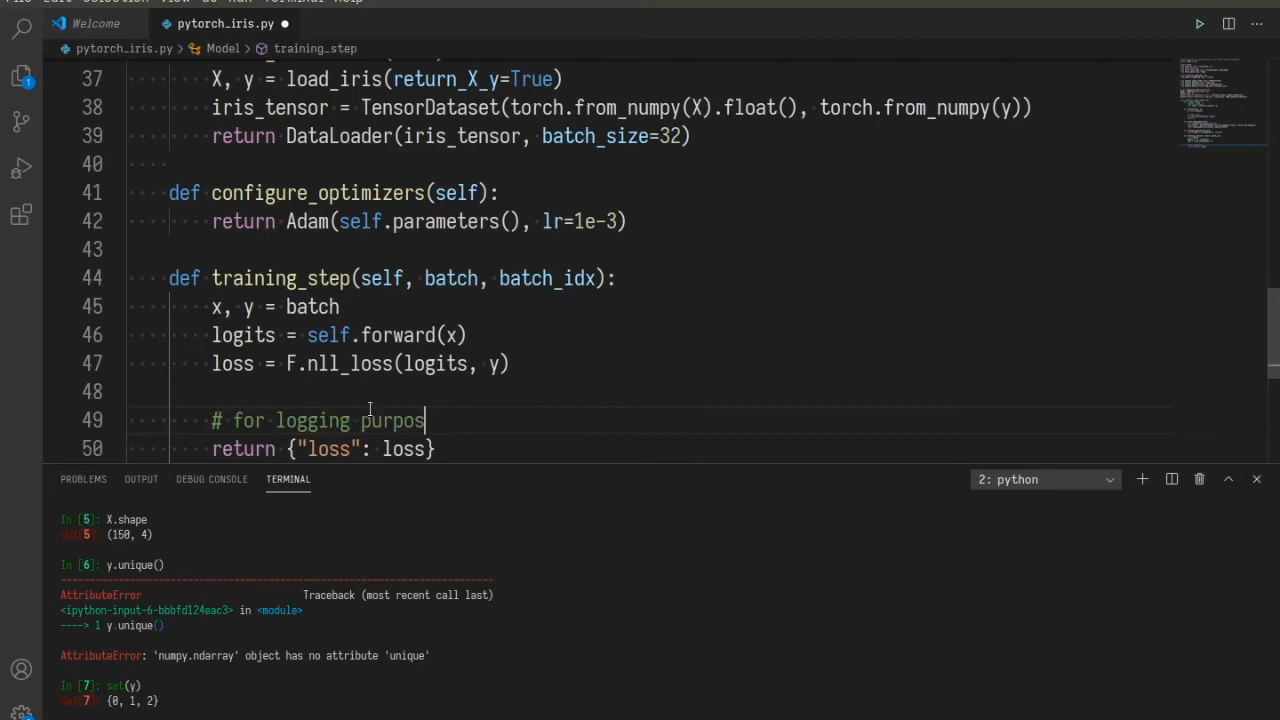 Welcome
pytorch_iris.py
pytorch_iris.py > Model > training_step
37 X, y = load_iris(return_X_y=True)
38 iris_tensor = TensorDataset(torch.from_numpy(X).float(), torch.from_numpy(y))
39 return DataLoader(iris_tensor, batch_size=32)
40
41 def configure_optimizers(self):
42 return Adam(self.parameters(), lr=1e-3)
43
44 def training_step(self, batch, batch_idx):
45 x, y = batch
46 logits = self.forward(x)
47 loss = F.nll_loss(logits, y)
48
49 # for logging purpos
50 return {"loss": loss}
PROBLEMS OUTPUT DEBUG CONSOLE TERMINAL 2: python
In [5]: X.shape
5 (150, 4)
In [6]: y.unique()
AttributeError Traceback (most recent call last)
<ipython-input-6-bbbfd124eac3> in <module>
----> 1 y.unique()
AttributeError: 'numpy.ndarray' object has no attribute 'unique'
In [7]: set(y)
7 {0, 1, 2}